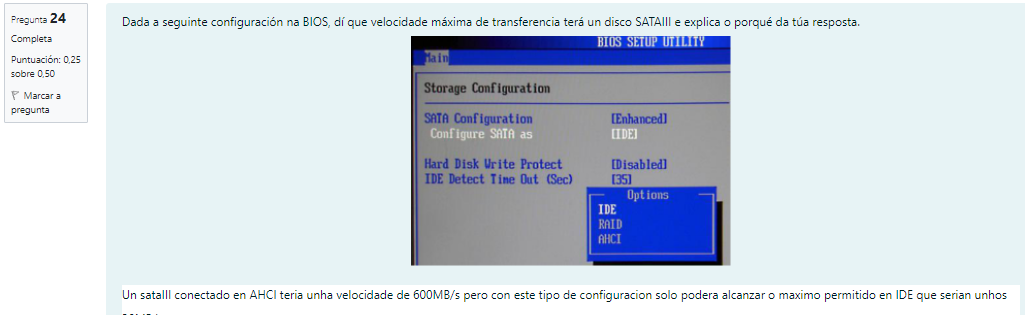 Pregunta 24
Completa
Puntuación: 0,25
sobre 0,50
Marcar a
pregunta
Dada a seguinte configuración na BIOS, dí que velocidade máxima de transferencia terá un disco SATAIII e explica o porqué da túa resposta.
BIOS SETUP UTILITY
Main
Storage Configuration
SATA Configuration [Enhanced]
Configure SATA as [IDE]
Hard Disk Write Protect [Disabled]
IDE Detect Time Out (Sec) [35]
Options
IDE
RAID
AHCI
Un sataIII conectado en AHCI teria unha velocidade de 600MB/s pero con este tipo de configuracion solo podera alcanzar o maximo permitido en IDE que serian unhos